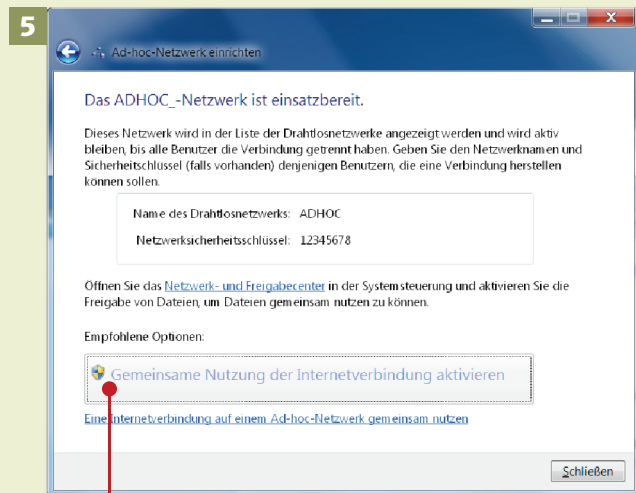 5
Ad-hoc-Netzwerk einrichten
Das ADHOC_-Netzwerk ist einsatzbereit.
Dieses Netzwerk wird in der Liste der Drahtlosnetzwerke angezeigt werden und wird aktiv
bleiben, bis alle Benutzer die Verbindung getrennt haben. Geben Sie den Netzwerknamen und
Sicherheitschlüssel (falls vorhanden) denjenigen Benutzern, die eine Verbindung herstellen
können sollen.
Name des Drahtlosnetzwerks: ADHOC
Netzwerksicherheitsschlüssel: 12345678
Öffnen Sie das Netzwerk- und Freigabecenter in der Systemsteuerung und aktivieren Sie die
Freigabe von Dateien, um Dateien gemeinsam nutzen zu können.
Empfohlene Optionen:
Gemeinsame Nutzung der Internetverbindung aktivieren
Eine Internetverbindung auf einem Ad-hoc-Netzwerk gemeinsam nutzen
Schließen